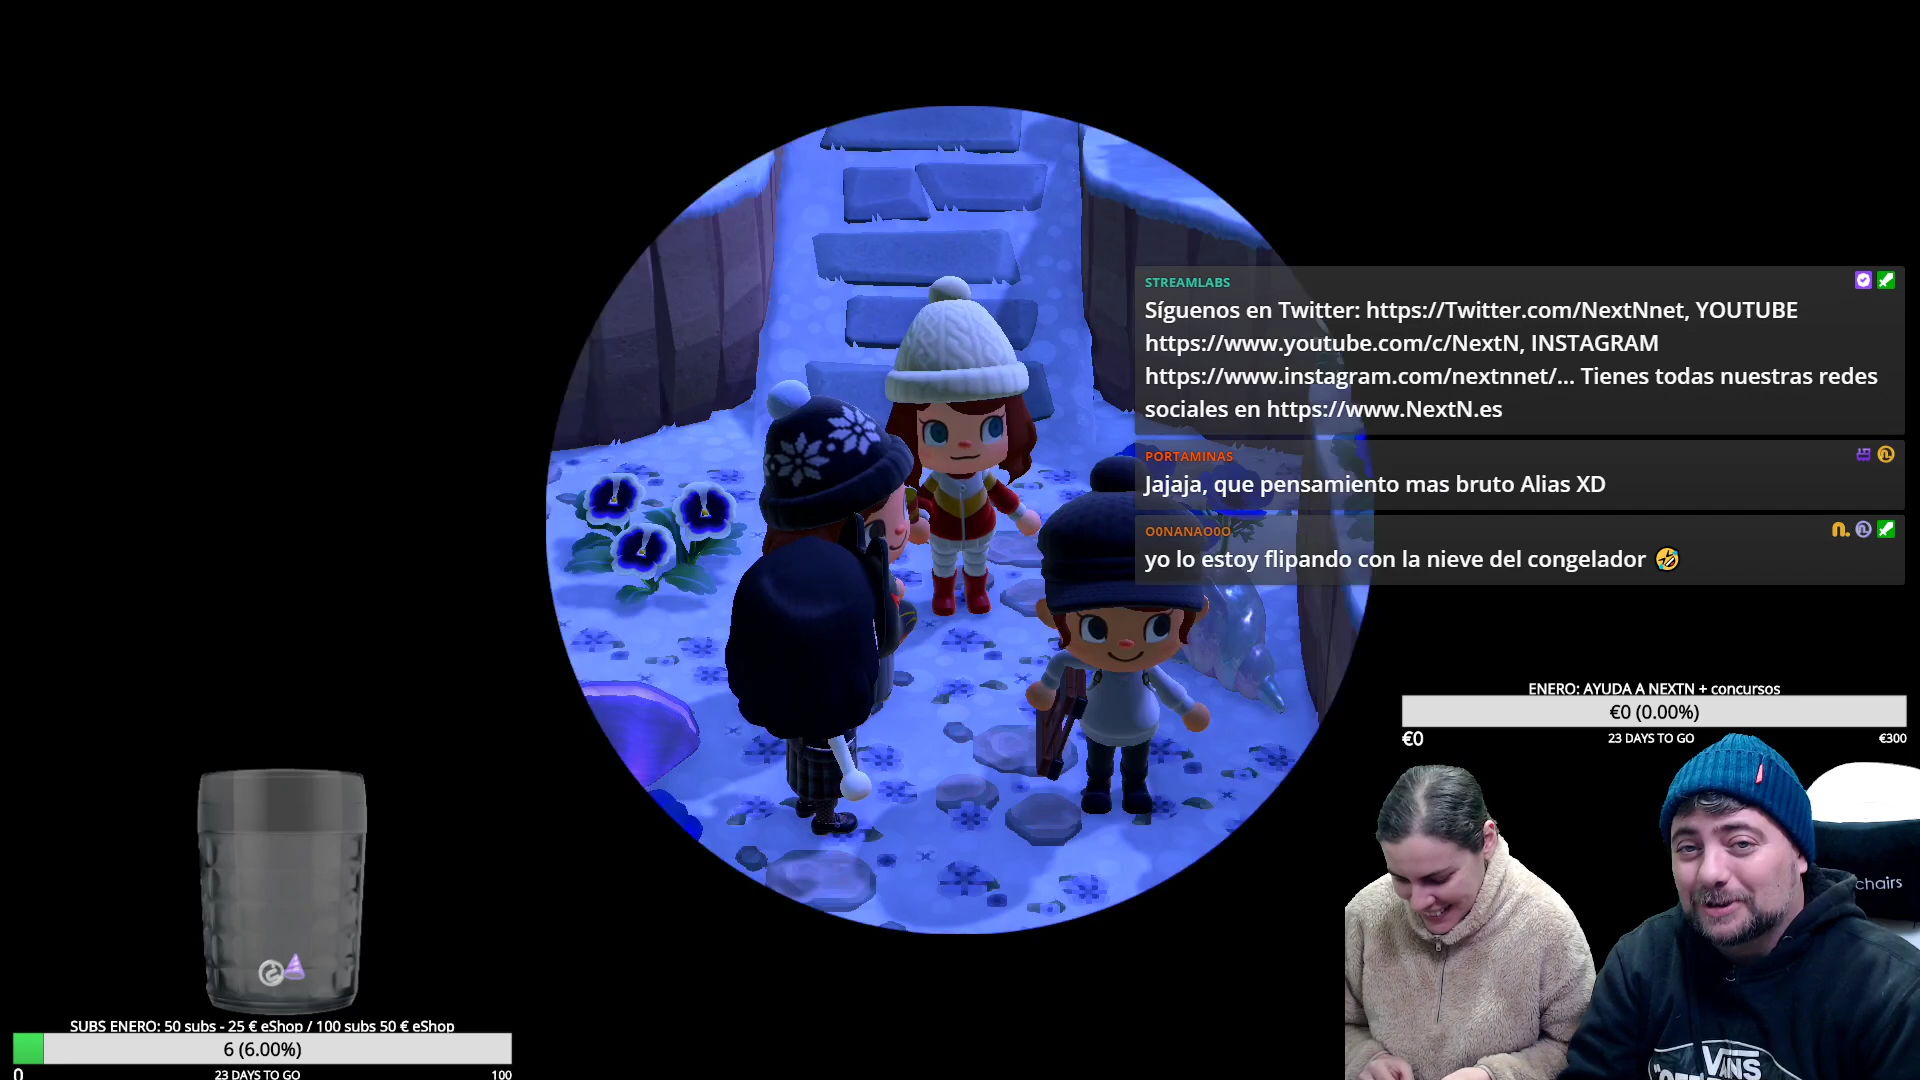 STREAMLABS
Síguenos en Twitter: https://Twitter.com/NextNnet, YOUTUBE
https://www.youtube.com/c/NextN, INSTAGRAM
https://www.instagram.com/nextnnet/... Tienes todas nuestras redes
sociales en https://www.NextN.es
PORTAMINAS
Jajaja, que pensamiento mas bruto Alias XD
O0NANAO0O
yo lo estoy flipando con la nieve del congelador 🤣
ENERO: AYUDA A NEXTN + concursos
€0 (0.00%)
€0 23 DAYS TO GO €300
chairs
VANS
SUBS ENERO: 50 subs - 25 € eShop / 100 subs 50 € eShop
6 (6.00%)
0 23 DAYS TO GO 100